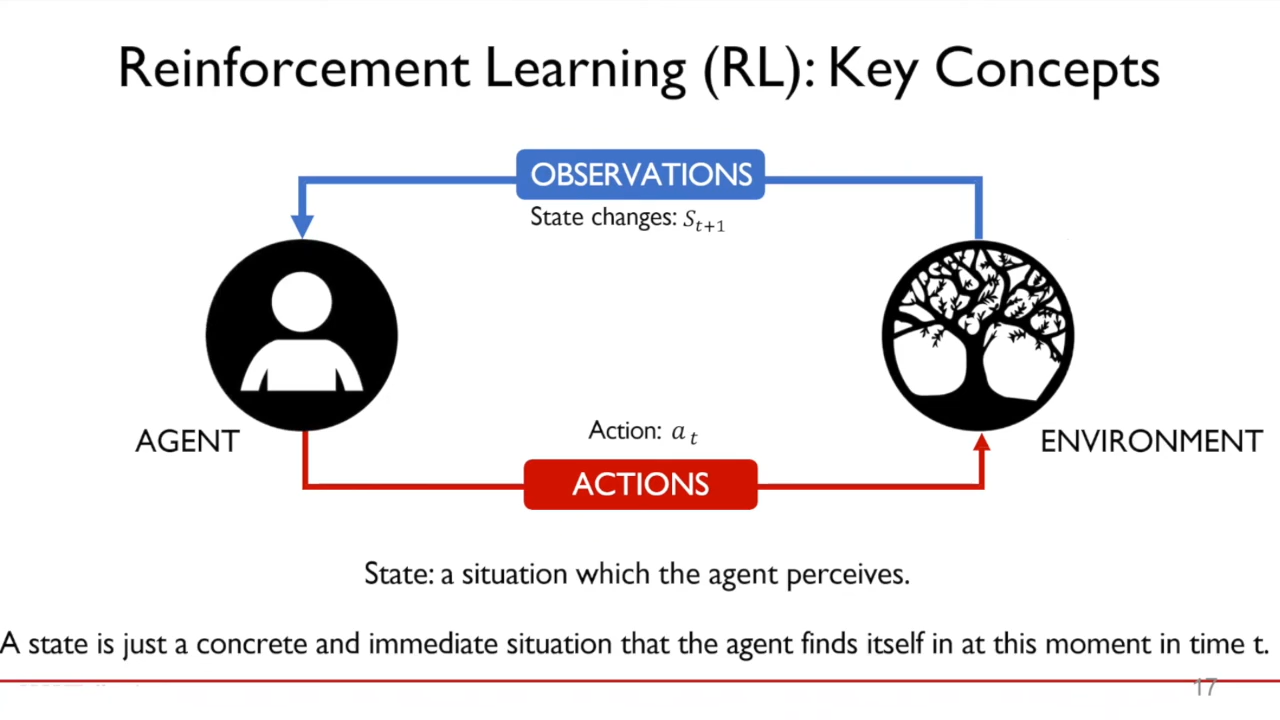 Reinforcement Learning (RL): Key Concepts
OBSERVATIONS
State changes: s_{t+1}
AGENT
ENVIRONMENT
Action: a_t
ACTIONS
State: a situation which the agent perceives.
A state is just a concrete and immediate situation that the agent finds itself in at this moment in time t.
17